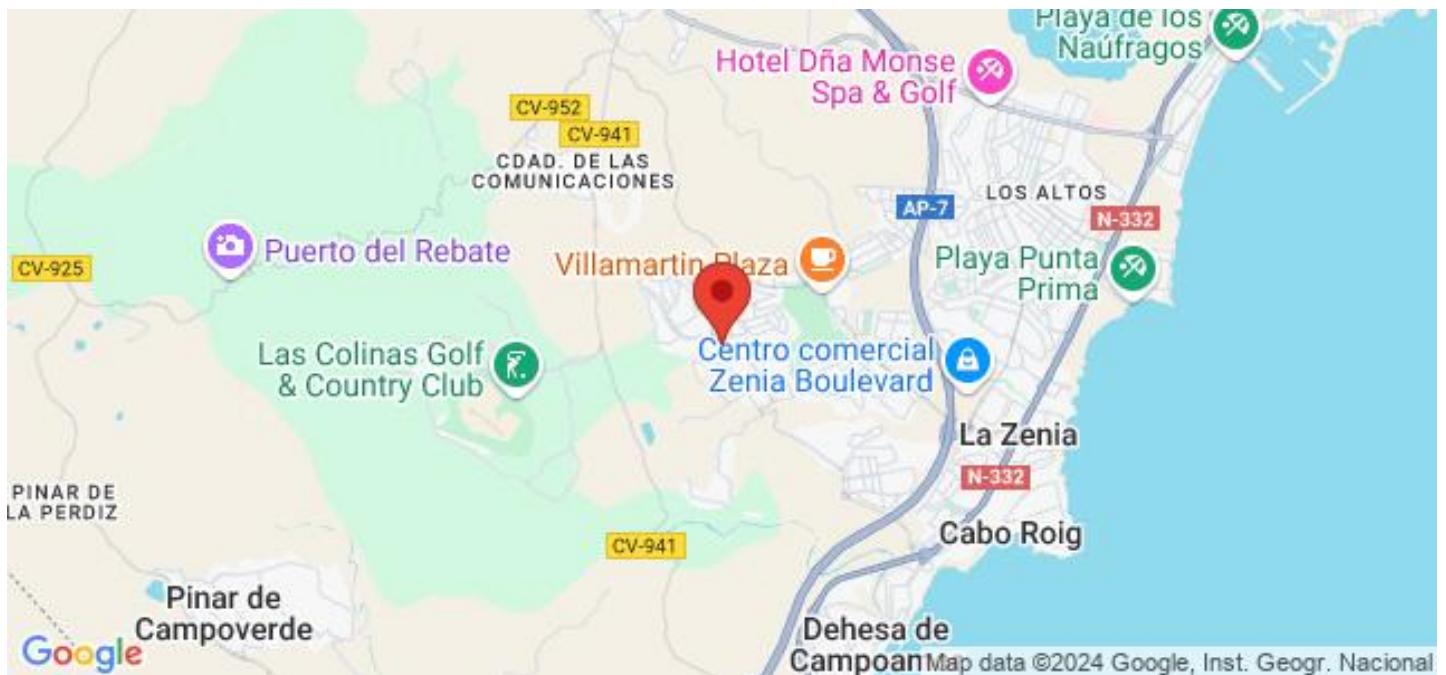 Playa de los
Naúfragos
Hotel Dña Monse
Spa & Golf
CV-952
CV-941
CDAD. DE LAS
COMUNICACIONES
LOS ALTOS
AP-7
N-332
Puerto del Rebate
CV-925
Villamartin Plaza
Playa Punta
Prima
Las Colinas Golf
& Country Club
Centro comercial
Zenia Boulevard
La Zenia
N-332
PINAR DE
LA PERDIZ
Cabo Roig
CV-941
Pinar de
Campoverde
Dehesa de
Google
Map data ©2024 Google, Inst. Geogr. Nacional